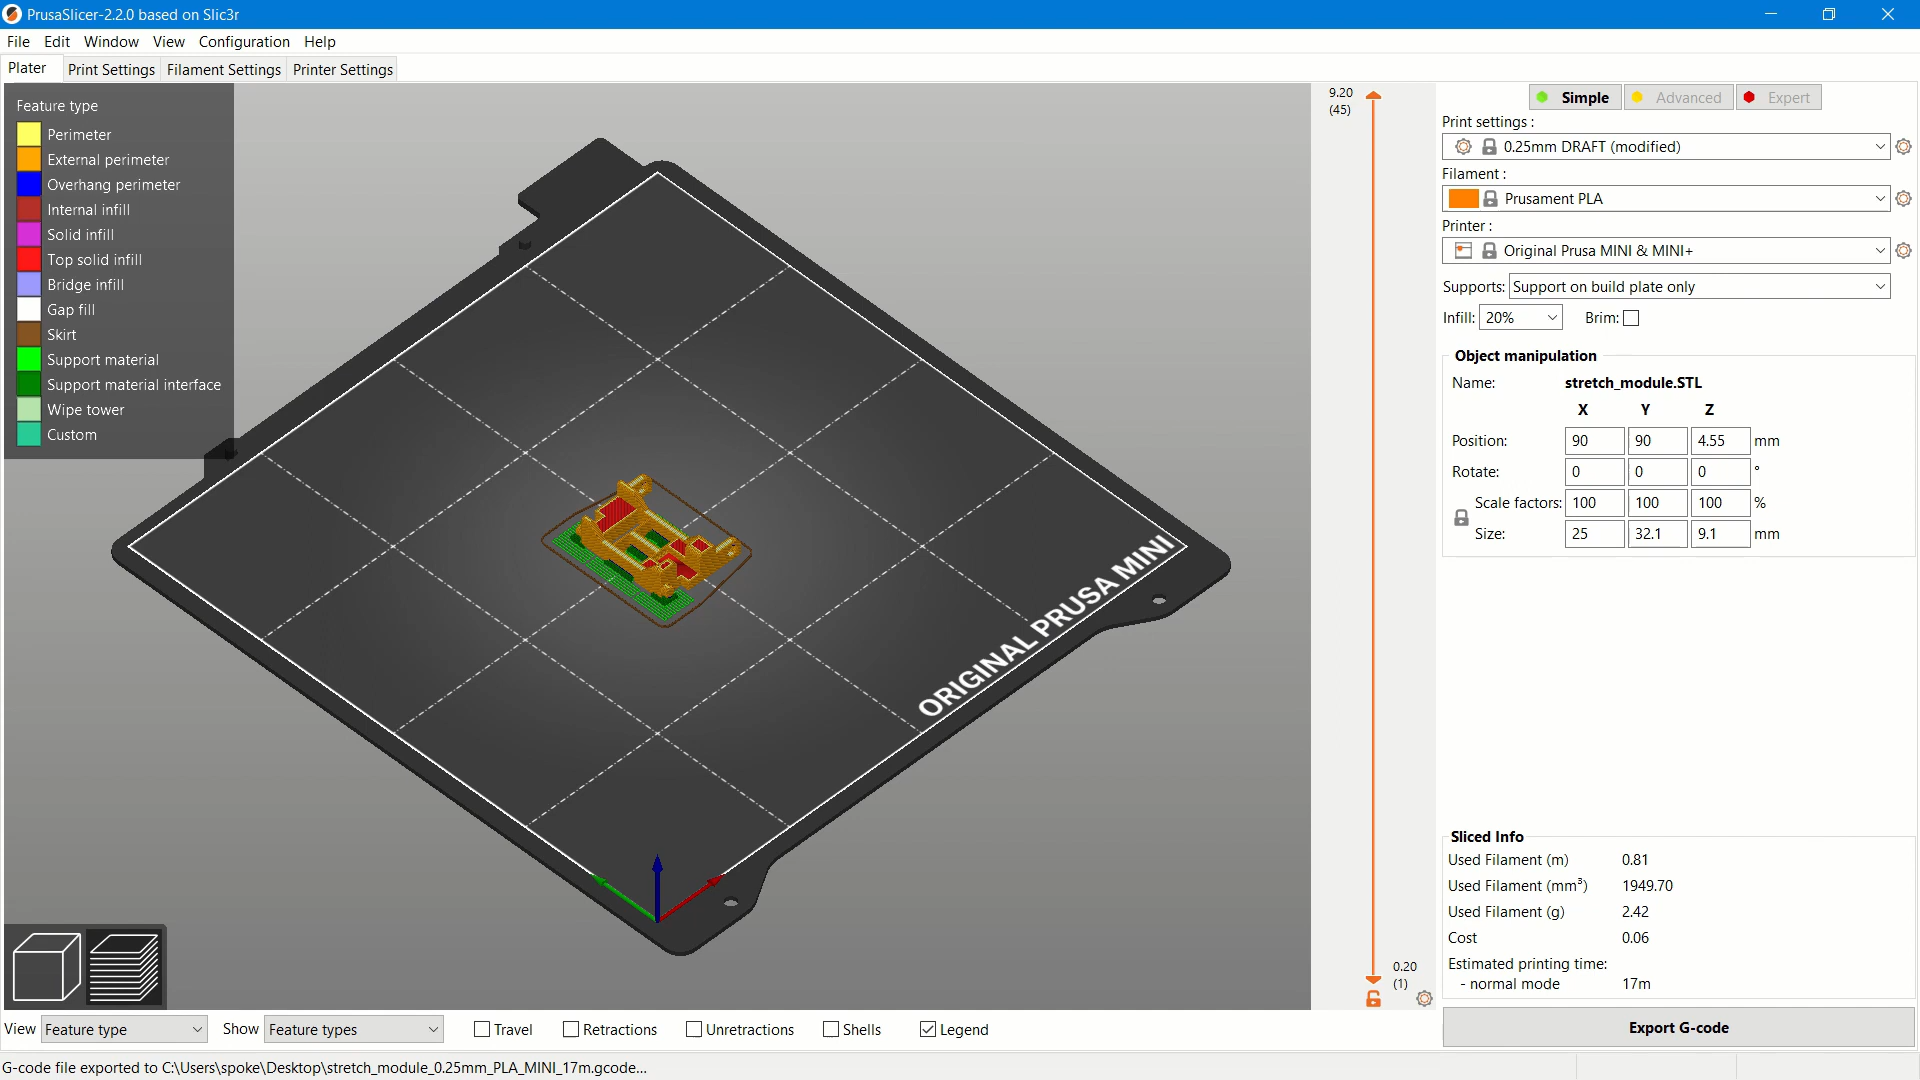 PrusaSlicer-2.2.0 based on Slic3r
File Edit Window View Configuration Help
Plater Print Settings Filament Settings Printer Settings
Feature type
Perimeter
External perimeter
Overhang perimeter
Internal infill
Solid infill
Top solid infill
Bridge infill
Gap fill
Skirt
Support material
Support material interface
Wipe tower
Custom
ORIGINAL PRUSA MINI
9.20
(45)
0.20
(1)
Simple Advanced Expert
Print settings :
0.25mm DRAFT (modified)
Filament :
Prusament PLA
Printer :
Original Prusa MINI & MINI+
Supports: Support on build plate only
Infill: 20% Brim:
Object manipulation
Name: stretch_module.STL
X Y Z
Position: 90 90 4.55 mm
Rotate: 0 0 0 °
Scale factors: 100 100 100 %
Size: 25 32.1 9.1 mm
Sliced Info
Used Filament (m) 0.81
Used Filament (mm³) 1949.70
Used Filament (g) 2.42
Cost 0.06
Estimated printing time:
- normal mode 17m
Export G-code
View Feature type Show Feature types Travel Retractions Unretractions Shells Legend
G-code file exported to C:\Users\spoke\Desktop\stretch_module_0.25mm_PLA_MINI_17m.gcode...